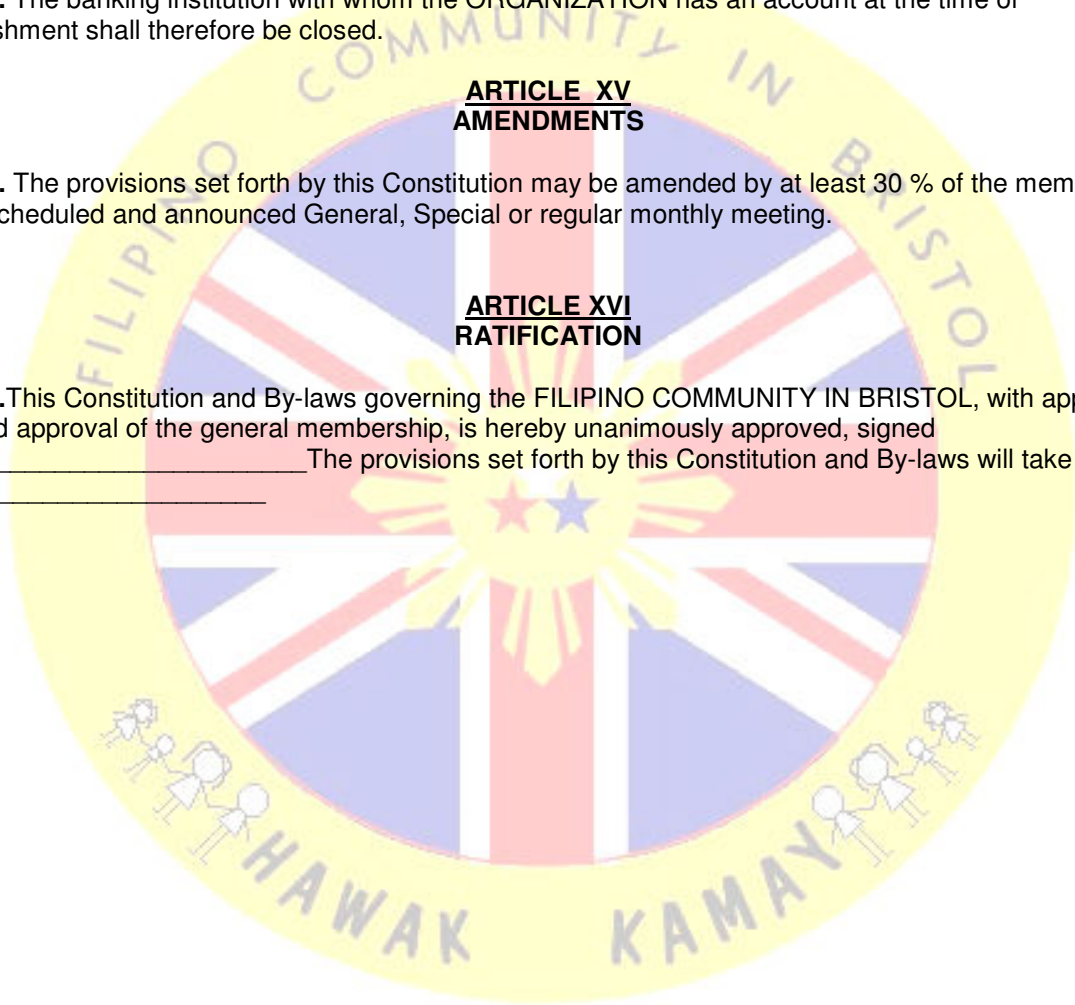 . The banking institution with whom the ORGANIZATION has an account at the time of
shment shall therefore be closed.
ARTICLE XV
AMENDMENTS
. The provisions set forth by this Constitution may be amended by at least 30 % of the mem
cheduled and announced General, Special or regular monthly meeting.
ARTICLE XVI
RATIFICATION
.This Constitution and By-laws governing the FILIPINO COMMUNITY IN BRISTOL, with app
d approval of the general membership, is hereby unanimously approved, signed
_____________________The provisions set forth by this Constitution and By-laws will take
__________________
FILIPINO COMMUNITY IN BRISTOL
HAWAK KAMAY